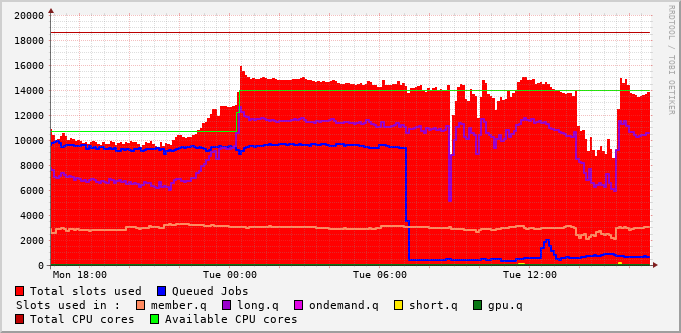 RRDTOOL / TOBI OETIKER
20000
18000
16000
14000
12000
10000
8000
6000
4000
2000
0
Mon 18:00 Tue 00:00 Tue 06:00 Tue 12:00
Total slots used Queued Jobs
Slots used in : member.q long.q ondemand.q short.q gpu.q
Total CPU cores Available CPU cores